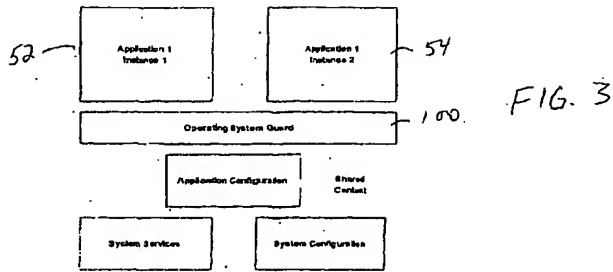 52
Application 1
Instance 1
Application 1
Instance 2
54
Operating System Guard
100
FIG. 3
Application Configuration
Shared
Context
System Services
System Configuration